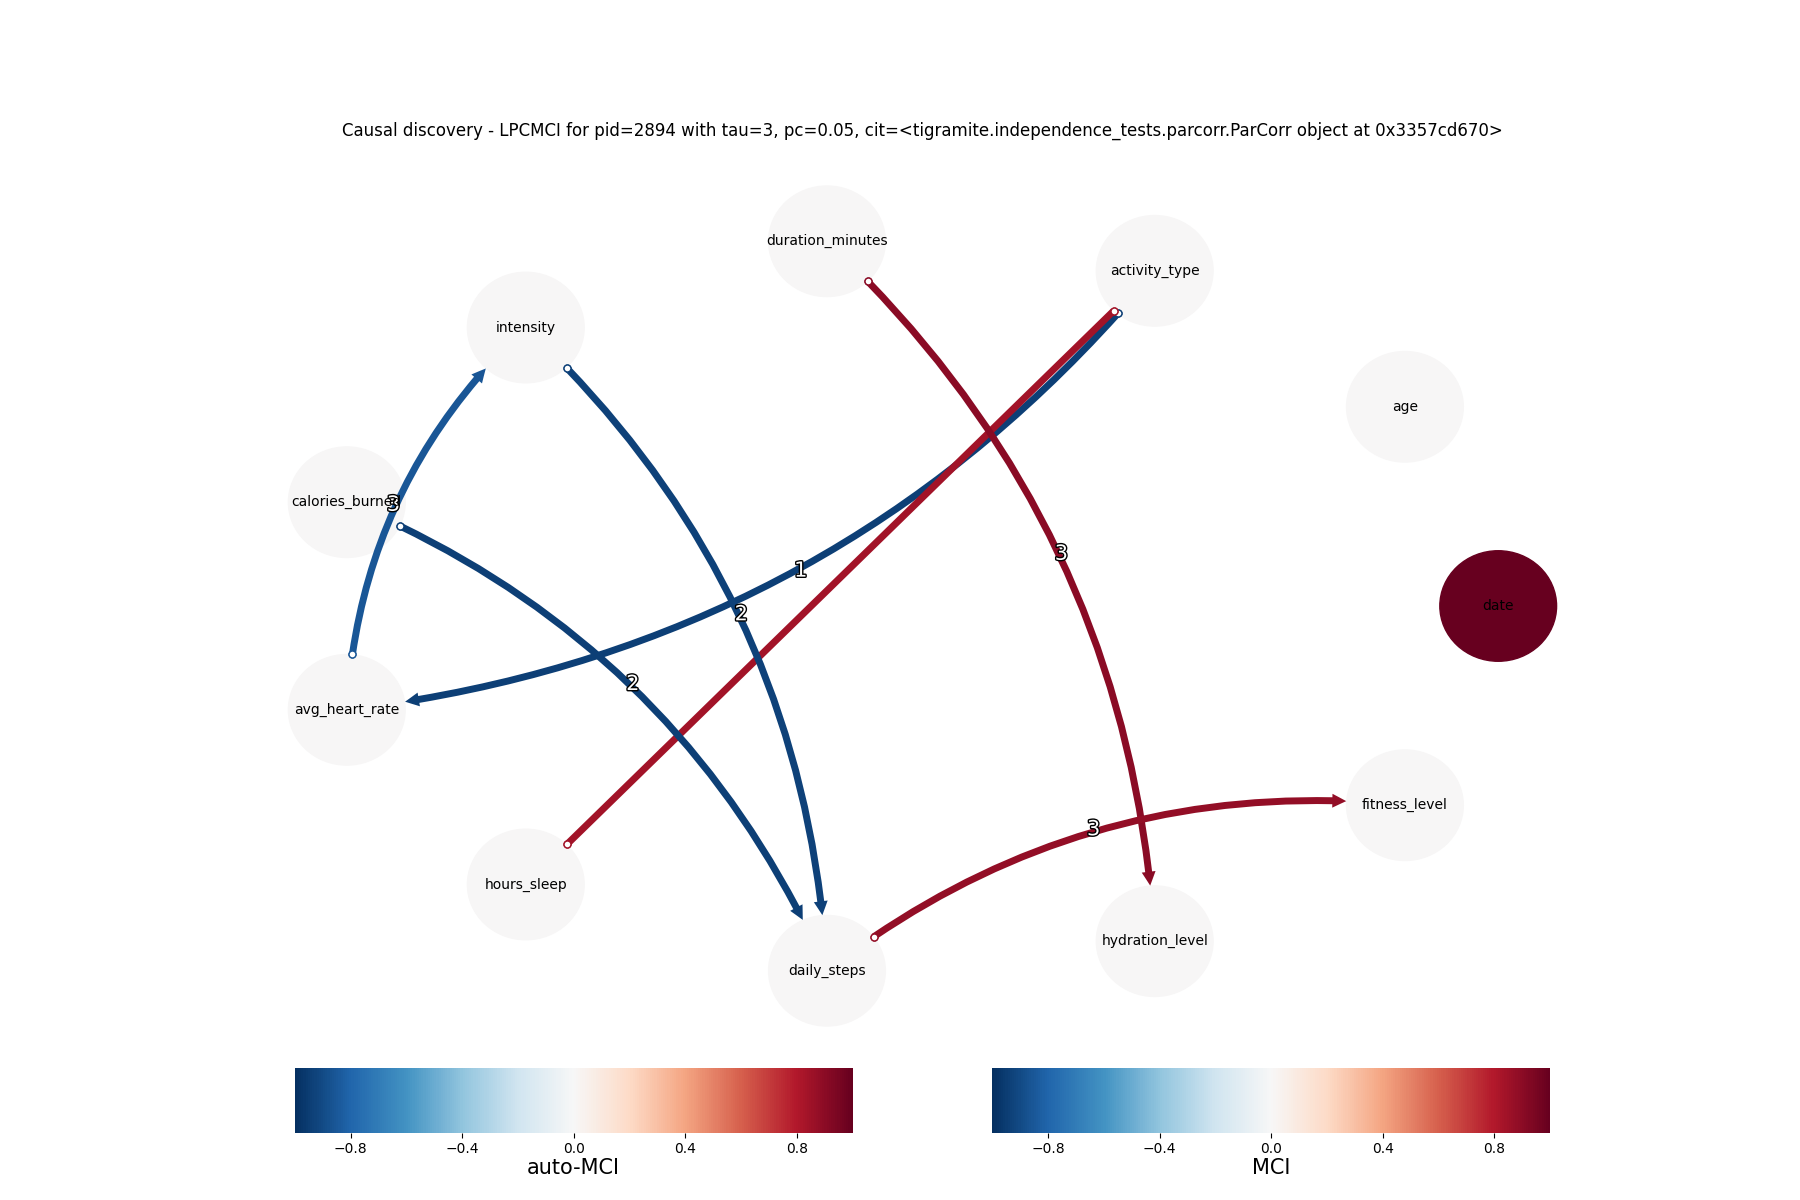 Causal discovery - LPCMCI for pid=2894 with tau=3, pc=0.05, cit=<tigramite.independence_tests.parcorr.ParCorr object at 0x3357cd670>
duration_minutes
activity_type
intensity
age
calories_burned
3
3
1
date
2
2
avg_heart_rate
fitness_level
3
hours_sleep
hydration_level
daily_steps
−0.8 −0.4 0.0 0.4 0.8
auto-MCI
−0.8 −0.4 0.0 0.4 0.8
MCI